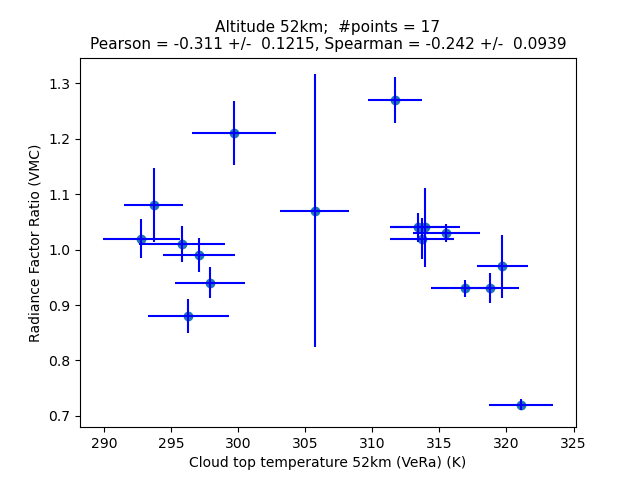 Altitude 52km;  #points = 17
Pearson = -0.311 +/-  0.1215, Spearman = -0.242 +/-  0.0939
Radiance Factor Ratio (VMC)
1.3
1.2
1.1
1.0
0.9
0.8
0.7
290 295 300 305 310 315 320 325
Cloud top temperature 52km (VeRa) (K)